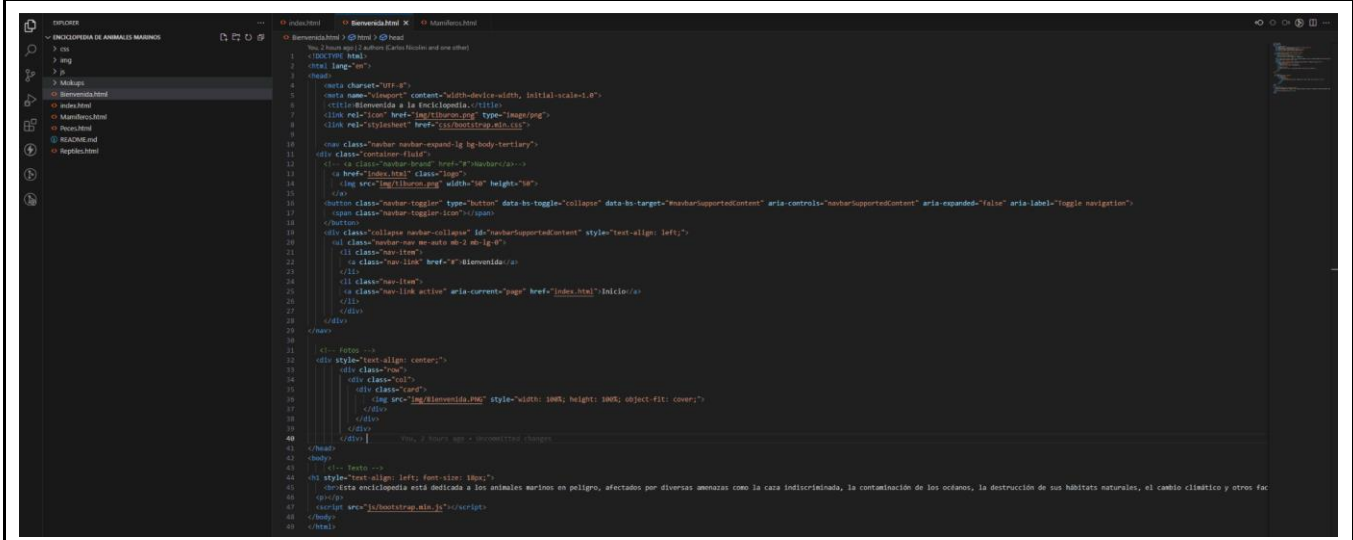 EXPLORER
ENCICLOPEDIA DE ANIMALES MARINOS
css
img
js
Mokups
Bienvenida.html
index.html
Mamiferos.html
Peces.html
README.md
Reptiles.html
index.html
Bienvenida.html
Mamiferos.html
Bienvenida.html > html > head
You, 2 hours ago | 2 authors (Carlos Nicolini and one other)
1 <!DOCTYPE html>
2 <html lang="en">
3 <head>
4 <meta charset="UTF-8">
5 <meta name="viewport" content="width=device-width, initial-scale=1.0">
6 <title>Bienvenida a la Enciclopedia.</title>
7 <link rel="icon" href="img/tiburon.png" type="image/png">
8 <link rel="stylesheet" href="css/bootstrap.min.css">
9
10 <nav class="navbar navbar-expand-lg bg-body-tertiary">
11 <div class="container-fluid">
12 <!-- <a class="navbar-brand" href="#">Navbar</a>-->
13 <a href="index.html" class="logo">
14 <img src="img/tiburon.png" width="50" height="50">
15 </a>
16 <button class="navbar-toggler" type="button" data-bs-toggle="collapse" data-bs-target="#navbarSupportedContent" aria-controls="navbarSupportedContent" aria-expanded="false" aria-label="Toggle navigation">
17 <span class="navbar-toggler-icon"></span>
18 </button>
19 <div class="collapse navbar-collapse" id="navbarSupportedContent" style="text-align: left;">
20 <ul class="navbar-nav me-auto mb-2 mb-lg-0">
21 <li class="nav-item">
22 <a class="nav-link" href="#">Bienvenida</a>
23 </li>
24 <li class="nav-item">
25 <a class="nav-link active" aria-current="page" href="index.html">Inicio</a>
26 </li>
27 </div>
28 </div>
29 </nav>
30
31 <!-- Fotos -->
32 <div style="text-align: center;">
33 <div class="row">
34 <div class="col">
35 <div class="card">
36 <img src="img/Bienvenida.PNG" style="width: 100%; height: 100%; object-fit: cover;">
37 </div>
38 </div>
39 </div>
40 </div> You, 2 hours ago • Uncommitted changes
41 </head>
42 <body>
43 <!-- Texto -->
44 <h1 style="text-align: left; font-size: 18px;">
45 <br>Esta enciclopedia está dedicada a los animales marinos en peligro, afectados por diversas amenazas como la caza indiscriminada, la contaminación de los océanos, la destrucción de sus hábitats naturales, el cambio climático y otros fac
46 <p></p>
47 <script src="js/bootstrap.min.js"></script>
48 </body>
49 </html>